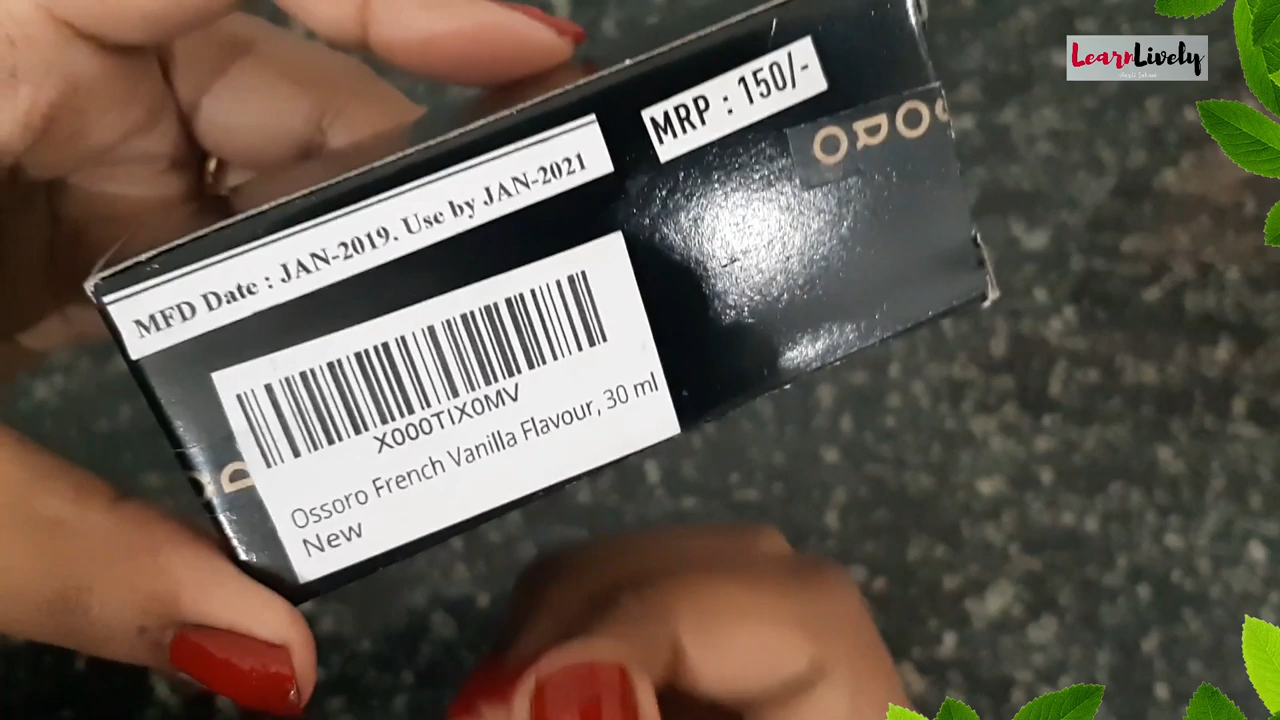 LearnLively
MRP : 150/-
MFD Date : JAN-2019. Use by JAN-2021
X000TIX0MV
Ossoro French Vanilla Flavour, 30 ml
New